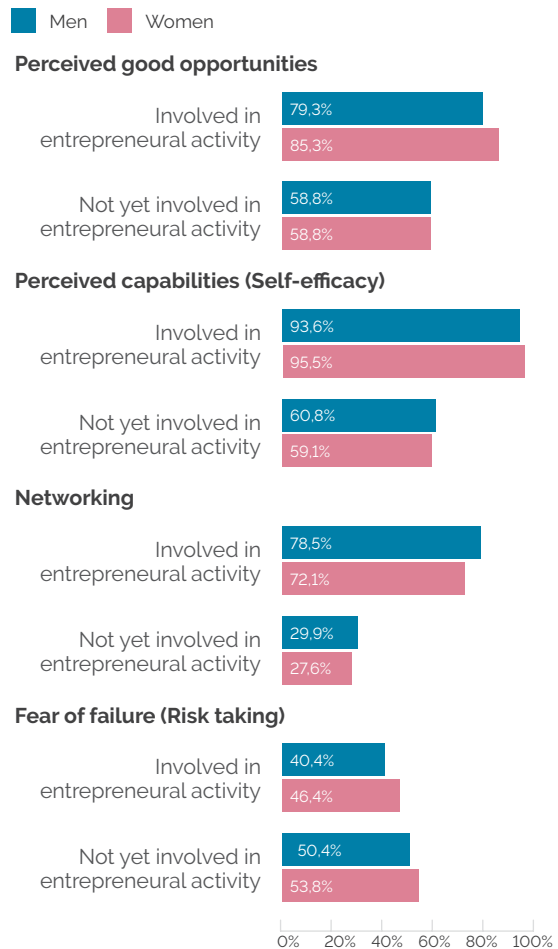 Men Women
Perceived good opportunities
Involved in
entrepreneural activity
79,3%
85,3%
Not yet involved in
entrepreneural activity
58,8%
58,8%
Perceived capabilities (Self-efficacy)
Involved in
entrepreneural activity
93,6%
95,5%
Not yet involved in
entrepreneural activity
60,8%
59,1%
Networking
Involved in
entrepreneural activity
78,5%
72,1%
Not yet involved in
entrepreneural activity
29,9%
27,6%
Fear of failure (Risk taking)
Involved in
entrepreneural activity
40,4%
46,4%
Not yet involved in
entrepreneural activity
50,4%
53,8%
0% 20% 40% 60% 80% 100%